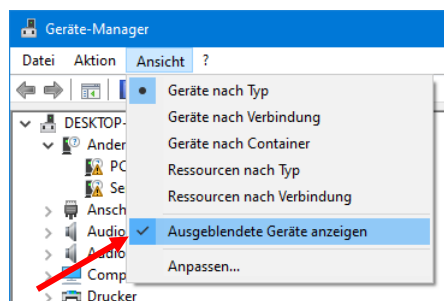 Geräte-Manager
Datei Aktion Ansicht ?
Geräte nach Typ
Geräte nach Verbindung
Geräte nach Container
Ressourcen nach Typ
Ressourcen nach Verbindung
Ausgeblendete Geräte anzeigen
Anpassen...
DESKTOP-
Ander
PC
Se
Ansch
Audio
Audio
Comp
Drucker